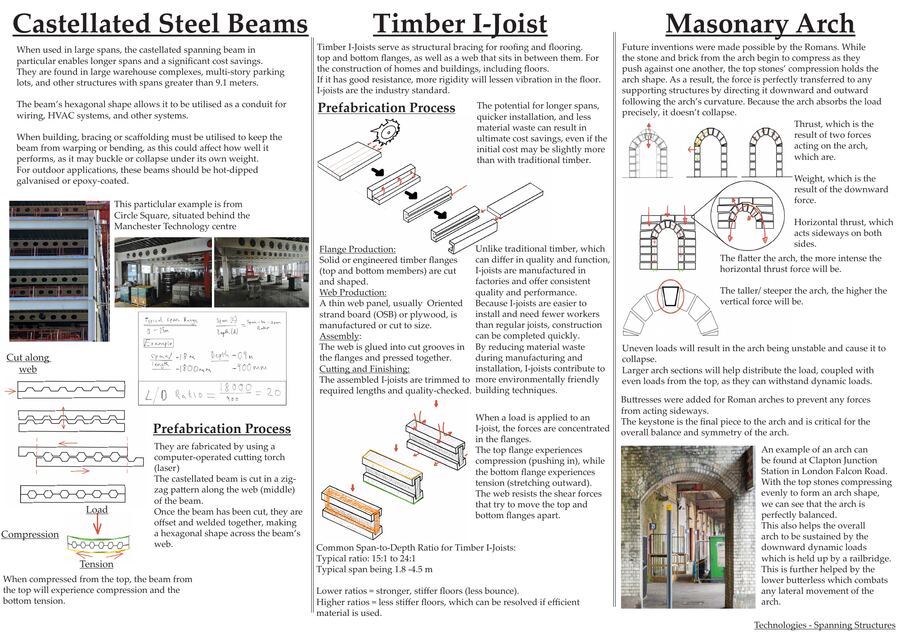 Castellated Steel Beams
When used in large spans, the castellated spanning beam in
particular enables longer spans and a significant cost savings.
They are found in large warehouse complexes, multi-story parking
lots, and other structures with spans greater than 9.1 meters.
The beam's hexagonal shape allows it to be utilised as a conduit for
wiring, HVAC systems, and other systems.
When building, bracing or scaffolding must be utilised to keep the
beam from warping or bending, as this could affect how well it
performs, as it may buckle or collapse under its own weight.
For outdoor applications, these beams should be hot-dipped
galvanised or epoxy-coated.
This particlular example is from
Circle Square, situated behind the
Manchester Technology centre
Typical span Range
Span (L)
Depth (d)
Example
Span/
length
-18m
-1800mm
Depth -0.9m
-900mm
L/D Ratio = 18000
900
= 20
Cut along
web
Prefabrication Process
They are fabricated by using a
computer-operated cutting torch
(laser)
The castellated beam is cut in a zig-
zag pattern along the web (middle)
of the beam.
Once the beam has been cut, they are
offset and welded together, making
a hexagonal shape across the beam's
web.
Load
Compression
Tension
When compressed from the top, the beam from
the top will experience compression and the
bottom tension.
Timber I-Joist
Timber I-Joists serve as structural bracing for roofing and flooring.
top and bottom flanges, as well as a web that sits in between them. For
the construction of homes and buildings, including floors.
If it has good resistance, more rigidity will lessen vibration in the floor.
I-joists are the industry standard.
Prefabrication Process
The potential for longer spans,
quicker installation, and less
material waste can result in
ultimate cost savings, even if the
initial cost may be slightly more
than with traditional timber.
Flange Production:
Solid or engineered timber flanges
(top and bottom members) are cut
and shaped.
Web Production:
A thin web panel, usually Oriented
strand board (OSB) or plywood, is
manufactured or cut to size.
Assembly:
The web is glued into cut grooves in
the flanges and pressed together.
Cutting and Finishing:
The assembled I-joists are trimmed to
required lengths and quality-checked.
Unlike traditional timber, which
can differ in quality and function,
I-joists are manufactured in
factories and offer consistent
quality and performance.
Because I-joists are easier to
install and need fewer workers
than regular joists, construction
can be completed quickly.
By reducing material waste
during manufacturing and
installation, I-joists contribute to
more environmentally friendly
building techniques.
When a load is applied to an
I-joist, the forces are concentrated
in the flanges.
The top flange experiences
compression (pushing in), while
the bottom flange experiences
tension (stretching outward).
The web resists the shear forces
that try to move the top and
bottom flanges apart.
Common Span-to-Depth Ratio for Timber I-Joists:
Typical ratio: 15:1 to 24:1
Typical span being 1.8 -4.5 m
Lower ratios = stronger, stiffer floors (less bounce).
Higher ratios = less stiffer floors, which can be resolved if efficient
material is used.
Masonary Arch
Future inventions were made possible by the Romans. While
the stone and brick from the arch begin to compress as they
push against one another, the top stones' compression holds the
arch shape. As a result, the force is perfectly transferred to any
supporting structures by directing it downward and outward
following the arch's curvature. Because the arch absorbs the load
precisely, it doesn't collapse.
Thrust, which is the
result of two forces
acting on the arch,
which are.
Weight, which is the
result of the downward
force.
Horizontal thrust, which
acts sideways on both
sides.
The flatter the arch, the more intense the
horizontal thrust force will be.
The taller/ steeper the arch, the higher the
vertical force will be.
Uneven loads will result in the arch being unstable and cause it to
collapse.
Larger arch sections will help distribute the load, coupled with
even loads from the top, as they can withstand dynamic loads.
Buttresses were added for Roman arches to prevent any forces
from acting sideways.
The keystone is the final piece to the arch and is critical for the
overall balance and symmetry of the arch.
An example of an arch can
be found at Clapton Junction
Station in London Falcon Road.
With the top stones compressing
evenly to form an arch shape,
we can see that the arch is
perfectly balanced.
This also helps the overall
arch to be sustained by the
downward dynamic loads
which is held up by a railbridge.
This is further helped by the
lower butterless which combats
any lateral movement of the
arch.
Technologies - Spanning Structures